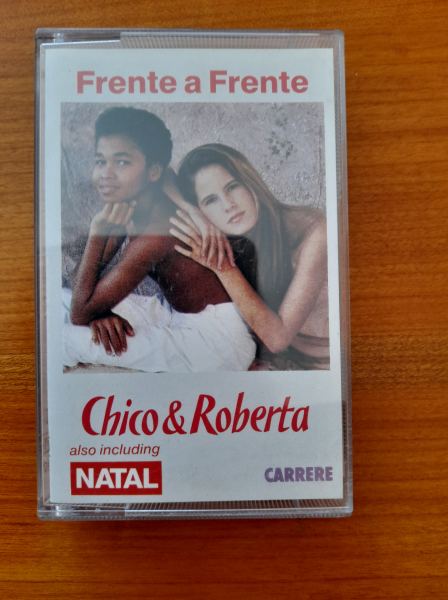 Frente a Frente
Chico & Roberta
also including
NATAL
CARRERE